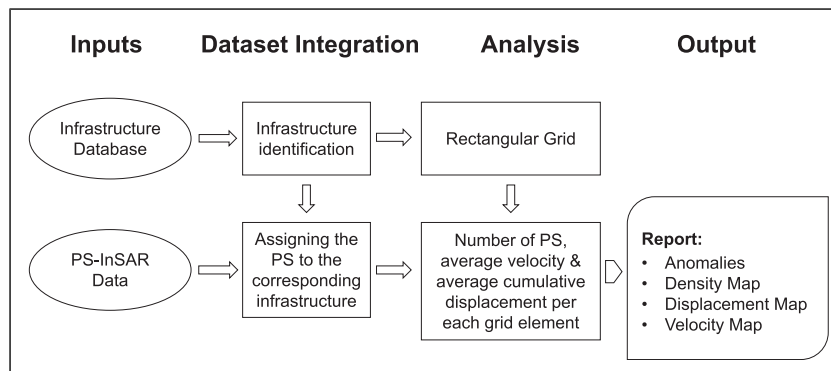 Inputs
Dataset Integration
Analysis
Output
Infrastructure
Database
Infrastructure
identification
Rectangular Grid
PS-InSAR
Data
Assigning the
PS to the
corresponding
infrastructure
Number of PS,
average velocity &
average cumulative
displacement per
each grid element
Report:
• Anomalies
• Density Map
• Displacement Map
• Velocity Map